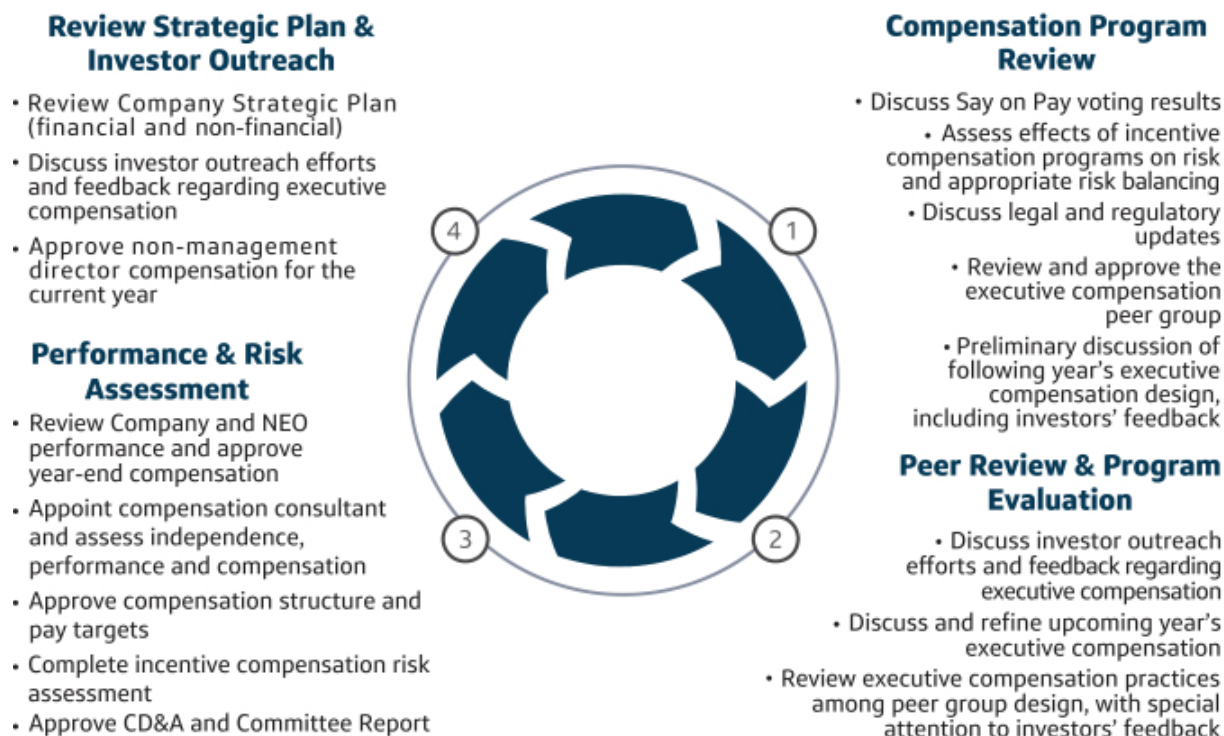 Review Strategic Plan &
Investor Outreach
• Review Company Strategic Plan
(financial and non-financial)
• Discuss investor outreach efforts
and feedback regarding executive
compensation
• Approve non-management
director compensation for the
current year
Performance & Risk
Assessment
• Review Company and NEO
performance and approve
year-end compensation
• Appoint compensation consultant
and assess independence,
performance and compensation
• Approve compensation structure and
pay targets
• Complete incentive compensation risk
assessment
• Approve CD&A and Committee Report
4
1
3
2
Compensation Program
Review
• Discuss Say on Pay voting results
• Assess effects of incentive
compensation programs on risk
and appropriate risk balancing
• Discuss legal and regulatory
updates
• Review and approve the
executive compensation
peer group
• Preliminary discussion of
following year's executive
compensation design,
including investors' feedback
Peer Review & Program
Evaluation
• Discuss investor outreach
efforts and feedback regarding
executive compensation
• Discuss and refine upcoming year's
executive compensation
• Review executive compensation practices
among peer group design, with special
attention to investors' feedback